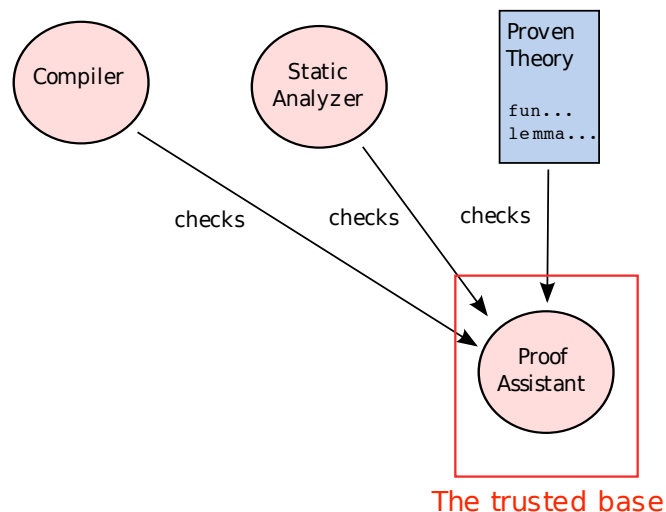 Compiler
Static
Analyzer
Proven
Theory
fun...
lemma...
checks
checks
checks
Proof
Assistant
The trusted base